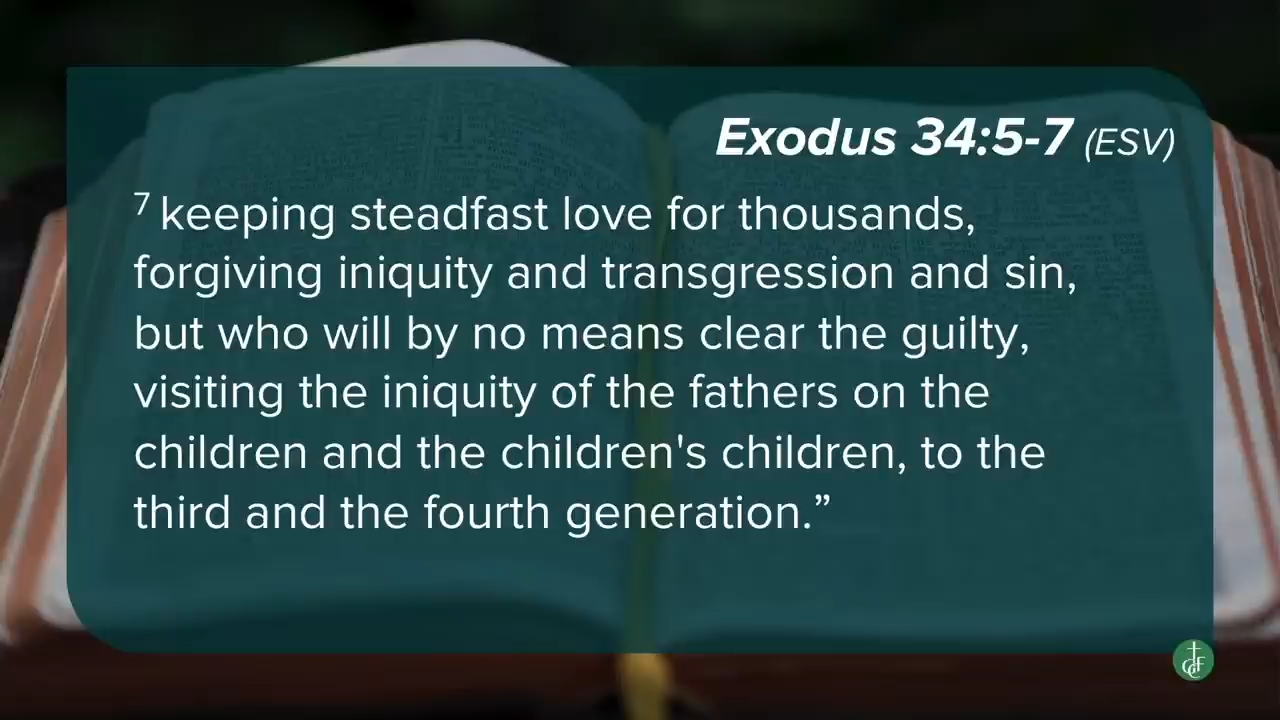 Exodus 34:5-7 (ESV)
7 keeping steadfast love for thousands,
forgiving iniquity and transgression and sin,
but who will by no means clear the guilty,
visiting the iniquity of the fathers on the
children and the children's children, to the
third and the fourth generation.”